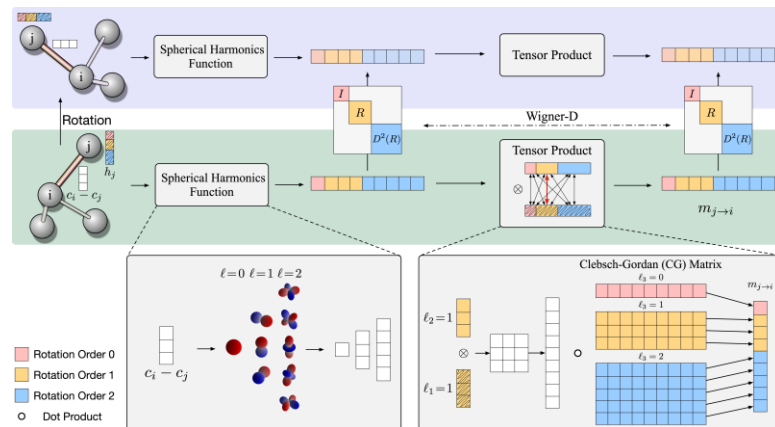 j
i
Spherical Harmonics
Function
Tensor Product
Rotation
I
R
D²(R)
Wigner-D
I
R
D²(R)
j
h_j
i
c_i − c_j
Spherical Harmonics
Function
Tensor Product
⊗
m_{j→i}
ℓ=0 ℓ=1 ℓ=2
c_i − c_j
Clebsch-Gordan (CG) Matrix
ℓ₃ = 0
m_{j→i}
ℓ₃ = 1
ℓ₂=1
⊗
ℓ₃ = 2
ℓ₁=1
Rotation Order 0
Rotation Order 1
Rotation Order 2
Dot Product